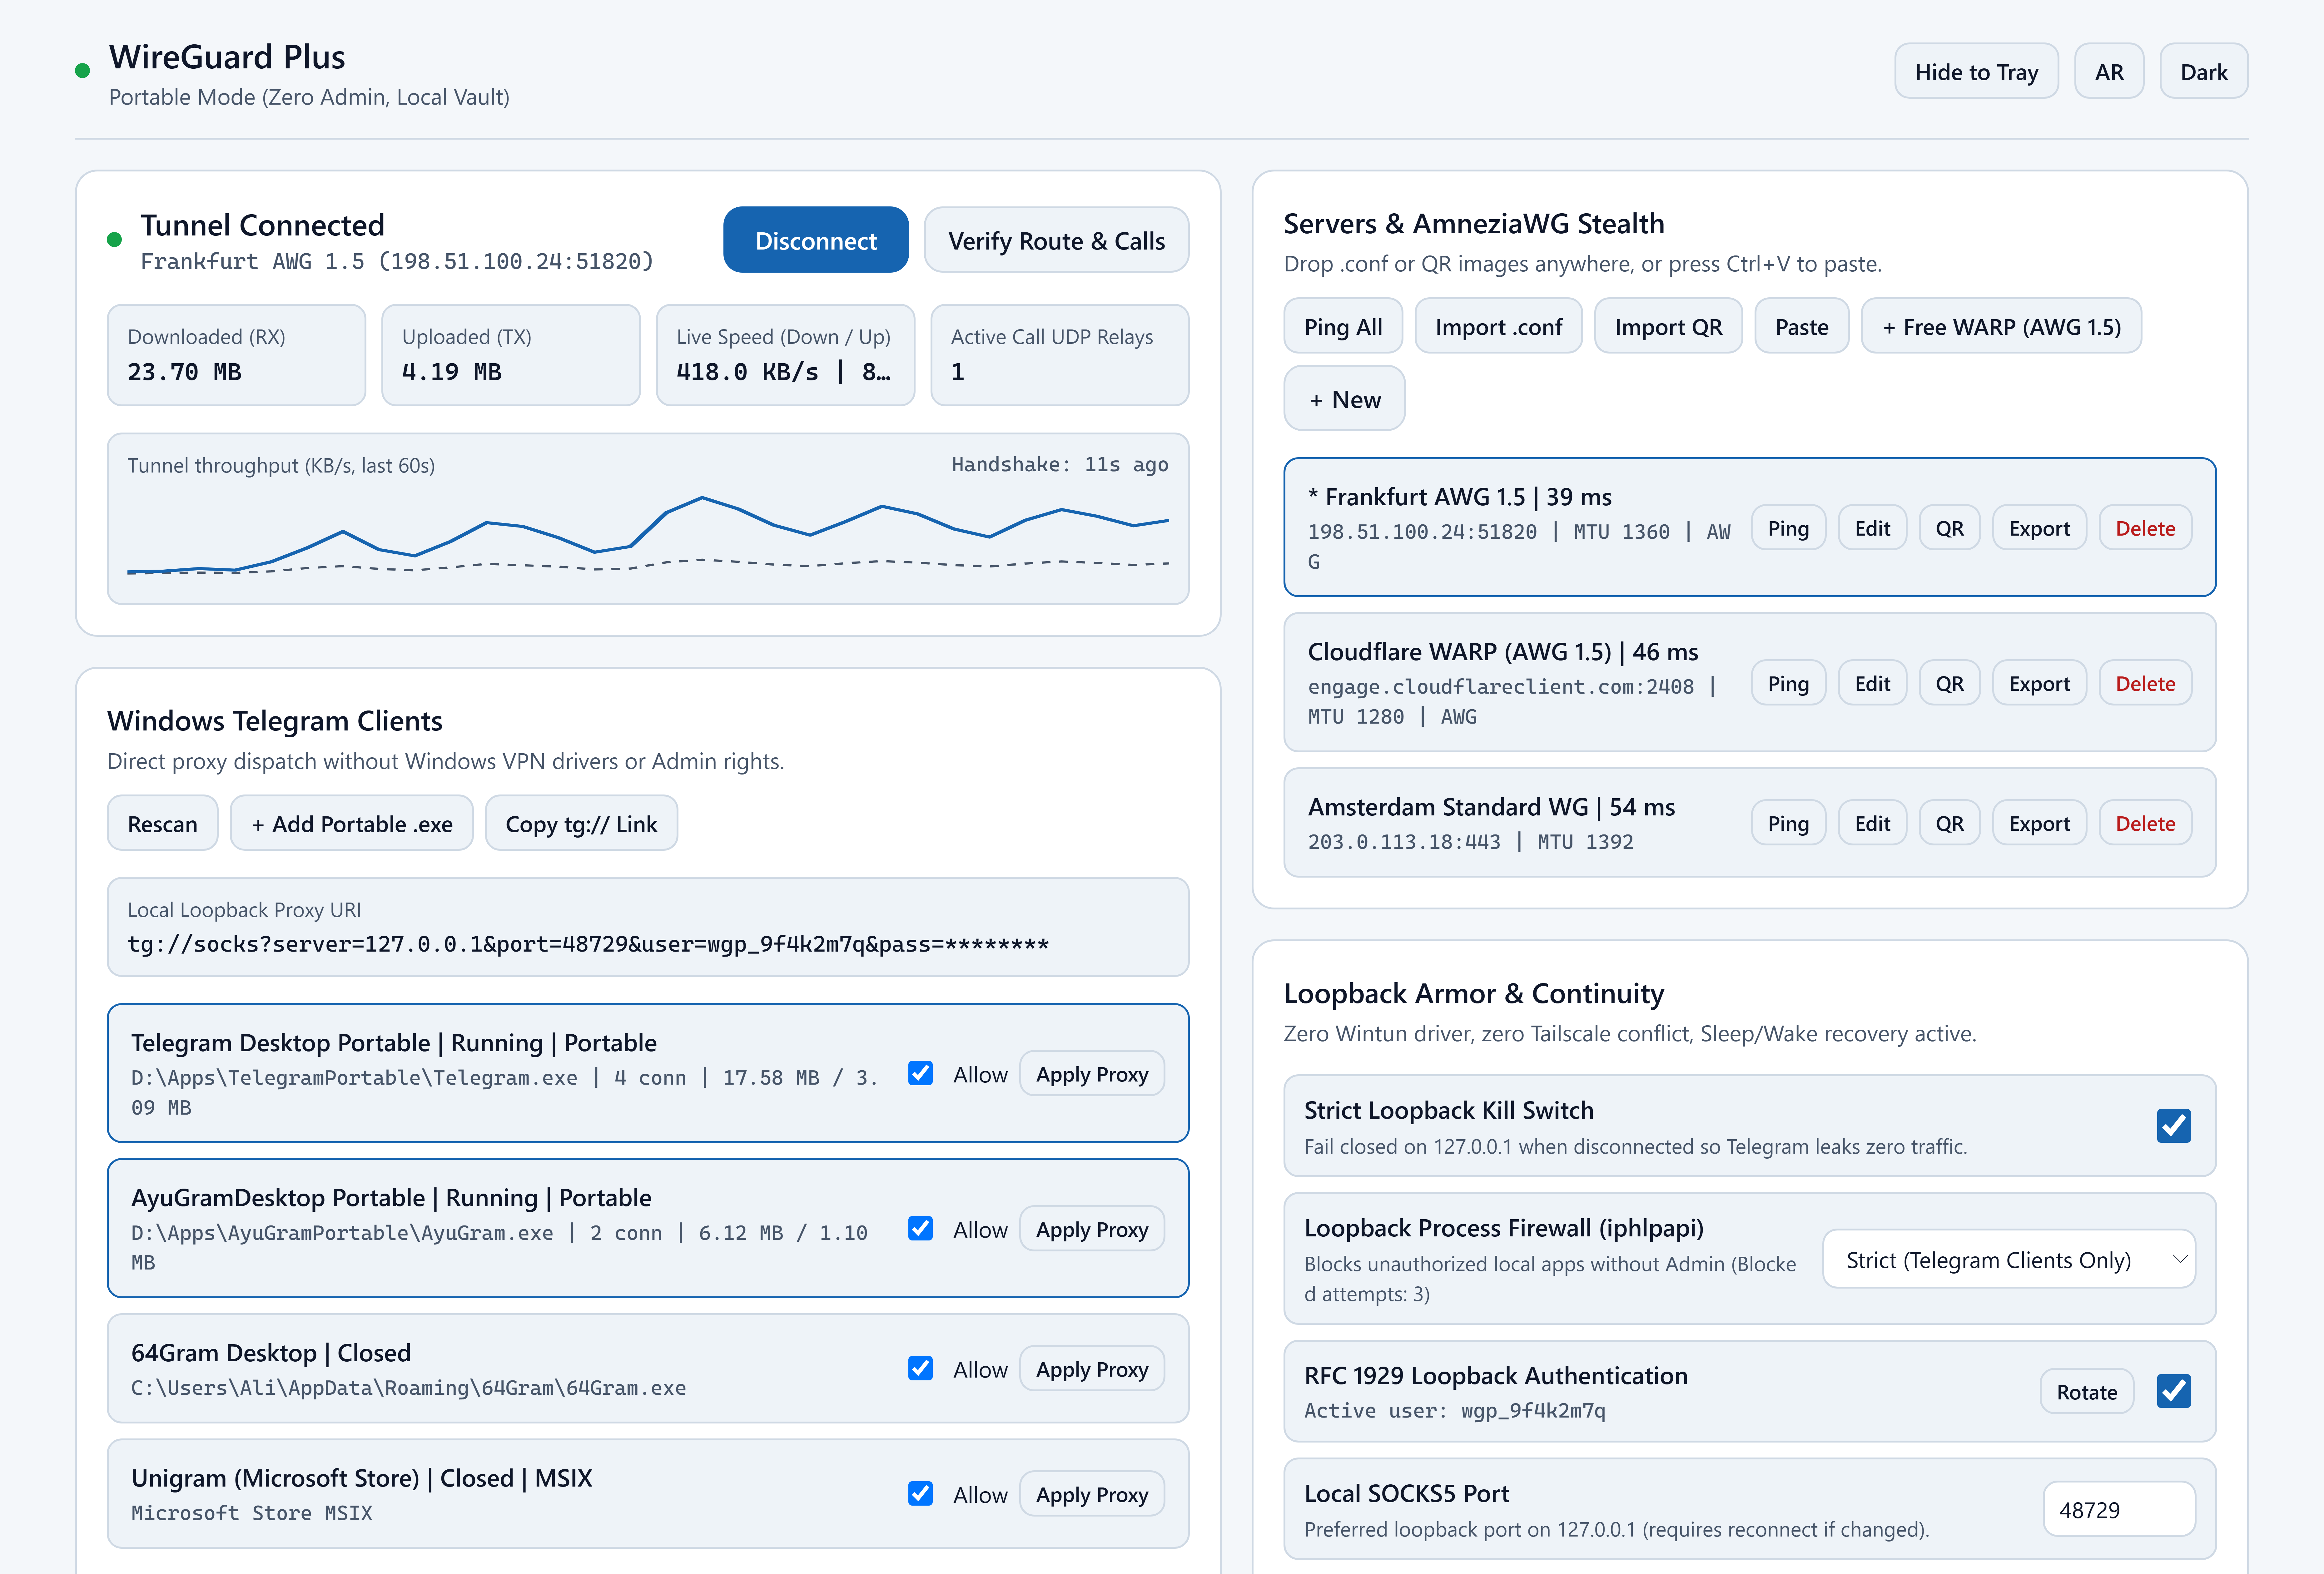 WireGuard Plus
Portable Mode (Zero Admin, Local Vault)
Hide to Tray
AR
Dark
Tunnel Connected
Frankfurt AWG 1.5 (198.51.100.24:51820)
Disconnect
Verify Route & Calls
Downloaded (RX)
23.70 MB
Uploaded (TX)
4.19 MB
Live Speed (Down / Up)
418.0 KB/s | 8…
Active Call UDP Relays
1
Tunnel throughput (KB/s, last 60s)
Handshake: 11s ago
Windows Telegram Clients
Direct proxy dispatch without Windows VPN drivers or Admin rights.
Rescan
+ Add Portable .exe
Copy tg:// Link
Local Loopback Proxy URI
tg://socks?server=127.0.0.1&port=48729&user=wgp_9f4k2m7q&pass=********
Telegram Desktop Portable | Running | Portable
D:\Apps\TelegramPortable\Telegram.exe | 4 conn | 17.58 MB / 3.
09 MB
Allow
Apply Proxy
AyuGramDesktop Portable | Running | Portable
D:\Apps\AyuGramPortable\AyuGram.exe | 2 conn | 6.12 MB / 1.10
MB
Allow
Apply Proxy
64Gram Desktop | Closed
C:\Users\Ali\AppData\Roaming\64Gram\64Gram.exe
Allow
Apply Proxy
Unigram (Microsoft Store) | Closed | MSIX
Microsoft Store MSIX
Allow
Apply Proxy
Servers & AmneziaWG Stealth
Drop .conf or QR images anywhere, or press Ctrl+V to paste.
Ping All
Import .conf
Import QR
Paste
+ Free WARP (AWG 1.5)
+ New
* Frankfurt AWG 1.5 | 39 ms
198.51.100.24:51820 | MTU 1360 | AW
G
Ping
Edit
QR
Export
Delete
Cloudflare WARP (AWG 1.5) | 46 ms
engage.cloudflareclient.com:2408 |
MTU 1280 | AWG
Ping
Edit
QR
Export
Delete
Amsterdam Standard WG | 54 ms
203.0.113.18:443 | MTU 1392
Ping
Edit
QR
Export
Delete
Loopback Armor & Continuity
Zero Wintun driver, zero Tailscale conflict, Sleep/Wake recovery active.
Strict Loopback Kill Switch
Fail closed on 127.0.0.1 when disconnected so Telegram leaks zero traffic.
Loopback Process Firewall (iphlpapi)
Blocks unauthorized local apps without Admin (Blocke
d attempts: 3)
Strict (Telegram Clients Only)
RFC 1929 Loopback Authentication
Active user: wgp_9f4k2m7q
Rotate
Local SOCKS5 Port
Preferred loopback port on 127.0.0.1 (requires reconnect if changed).
48729